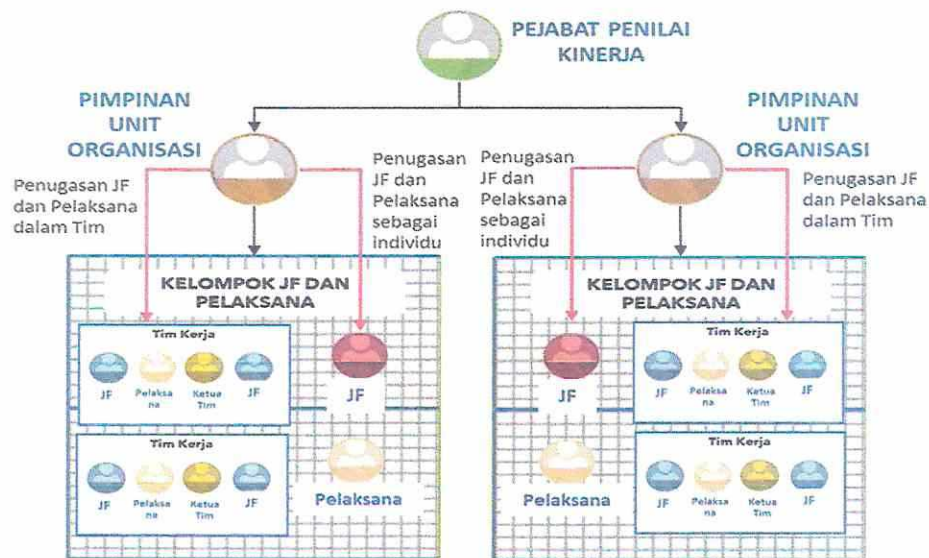 PEJABAT PENILAI
KINERJA
PIMPINAN
UNIT
ORGANISASI
Penugasan JF
dan Pelaksana
dalam Tim
Penugasan
JF dan
Pelaksana
sebagai
individu
KELOMPOK JF DAN
PELAKSANA
Tim Kerja
JF
Pelaksa
na
Ketua
Tim
JF
JF
Tim Kerja
JF
Pelaksa
na
Ketua
Tim
JF
Pelaksana
PIMPINAN
UNIT
ORGANISASI
Penugasan
JF dan
Pelaksana
sebagai
individu
Penugasan JF
dan Pelaksana
dalam Tim
KELOMPOK JF DAN
PELAKSANA
JF
Tim Kerja
JF
Pelaksa
na
Ketua
Tim
JF
Pelaksana
Tim Kerja
JF
Pelaksa
na
Ketua
Tim
JF